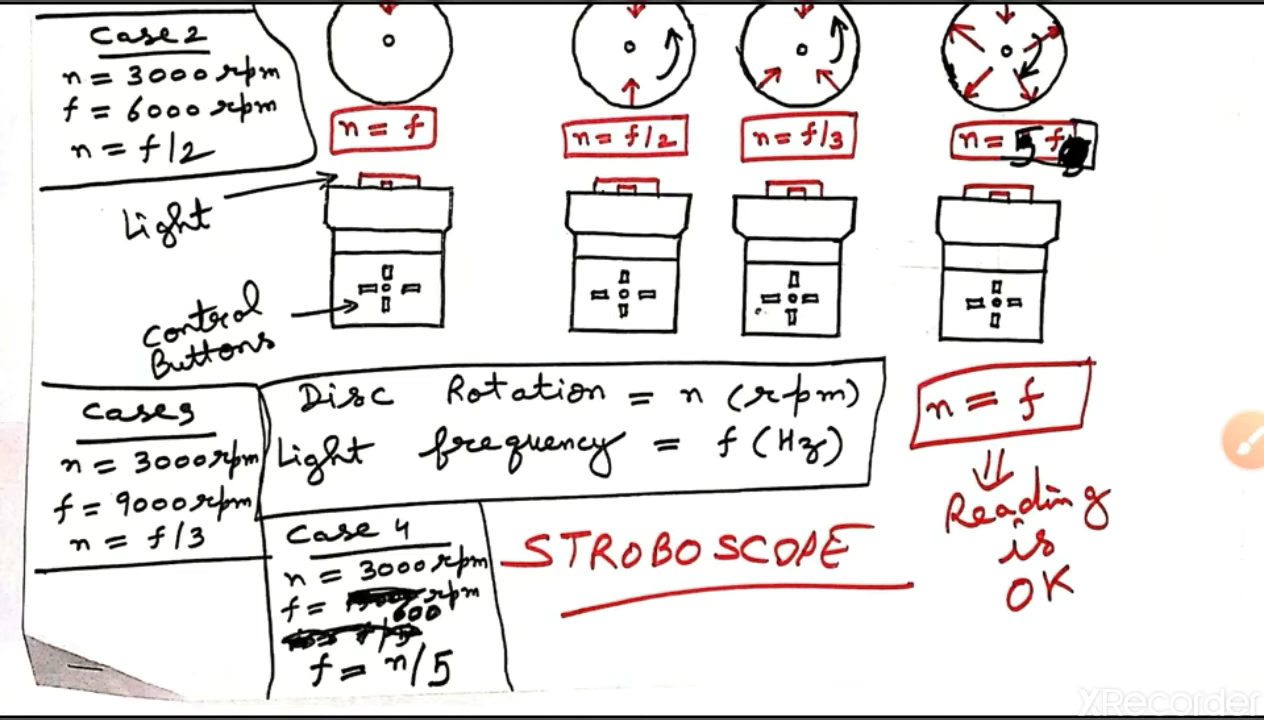 Case 2
n = 3000 rpm
f = 6000 rpm
n = f/2
n = f
n = f/2
n = f/3
n = 5 f
Light
Control
Buttons
Disc Rotation = n (rpm)
Light frequency = f (Hz)
n = f
Reading
is
OK
Case 3
n = 3000 rpm
f = 9000 rpm
n = f/3
Case 4
n = 3000 rpm
f = rpm
600
f = n/5
STROBOSCOPE
XRecorder